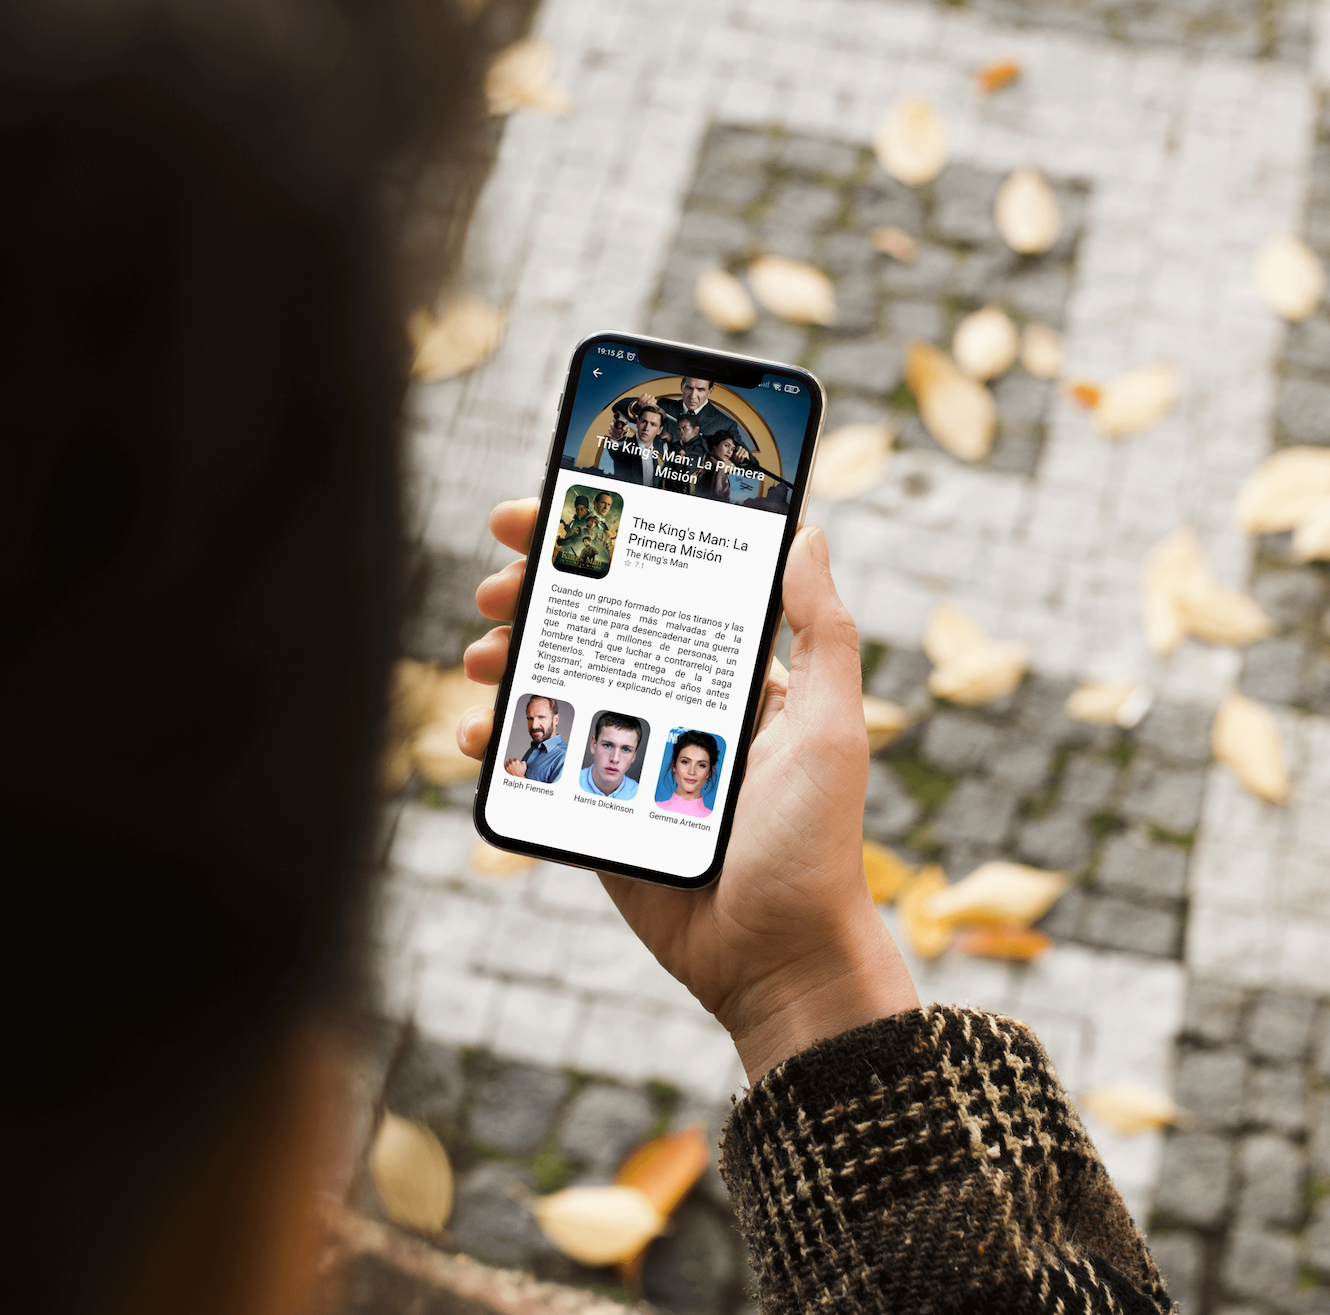 19:15
The King's Man: La Primera
Misión
The King's Man: La
Primera Misión
The King's Man
7.1
Cuando un grupo formado por los tiranos y las
mentes criminales más malvadas de la
historia se une para desencadenar una guerra
que matará a millones de personas, un
hombre tendrá que luchar a contrarreloj para
detenerlos. Tercera entrega de la saga
'Kingsman', ambientada muchos años antes
de las anteriores y explicando el origen de la
agencia.
Ralph Fiennes
Harris Dickinson
Gemma Arterton